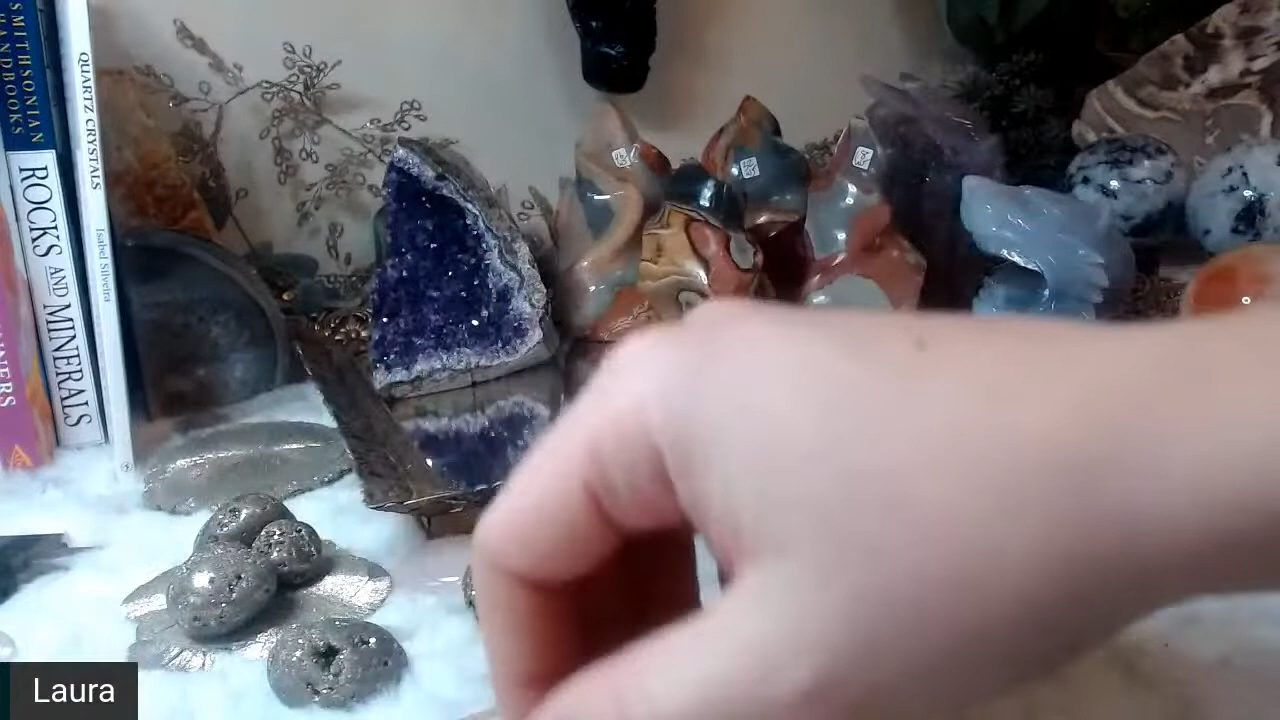 SMITHSONIAN
HANDBOOKS
ROCKS AND MINERALS
QUARTZ CRYSTALS
Isabel Silveira
Laura